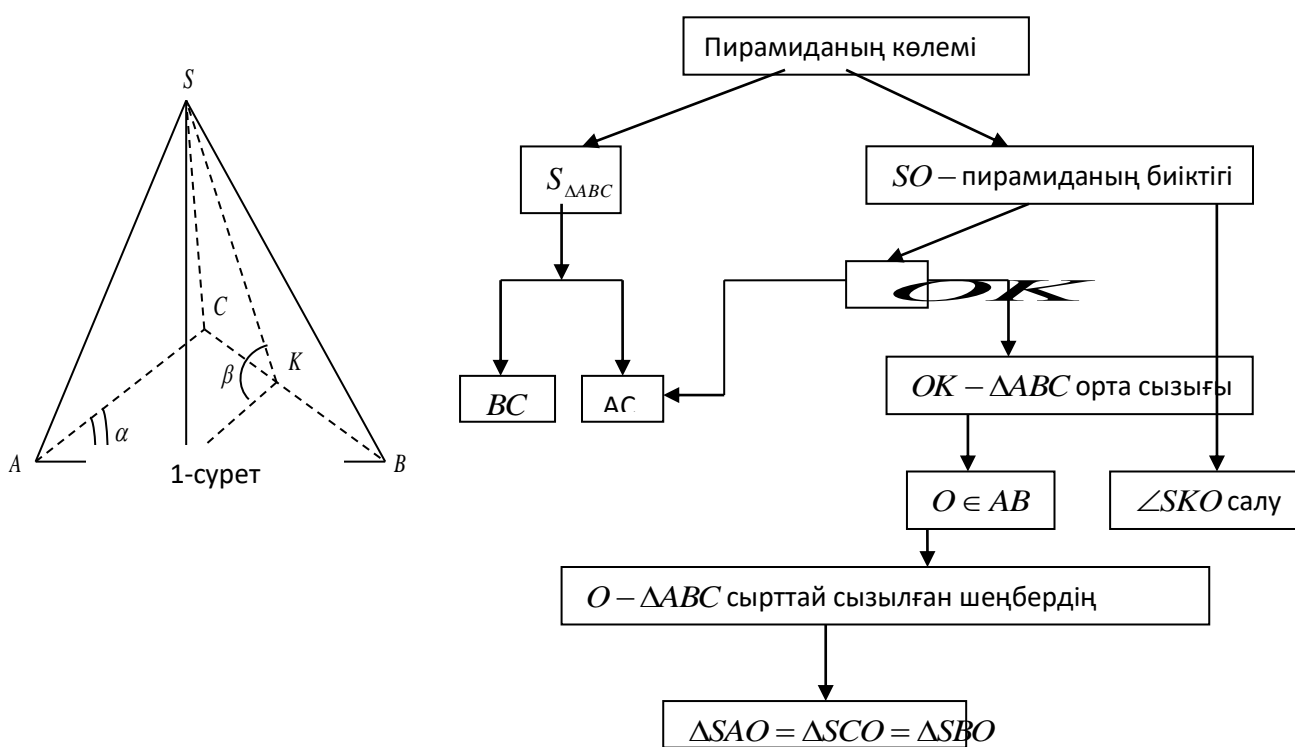 Пирамиданың көлемі
S
S_{ΔABC}
SO – пирамиданың биіктігі
OK
C
K
β
α
A
B
1-сурет
BC
AC
OK – ΔABC орта сызығы
O ∈ AB
∠SKO салу
O – ΔABC сырттай сызылған шеңбердің
ΔSAO = ΔSCO = ΔSBO